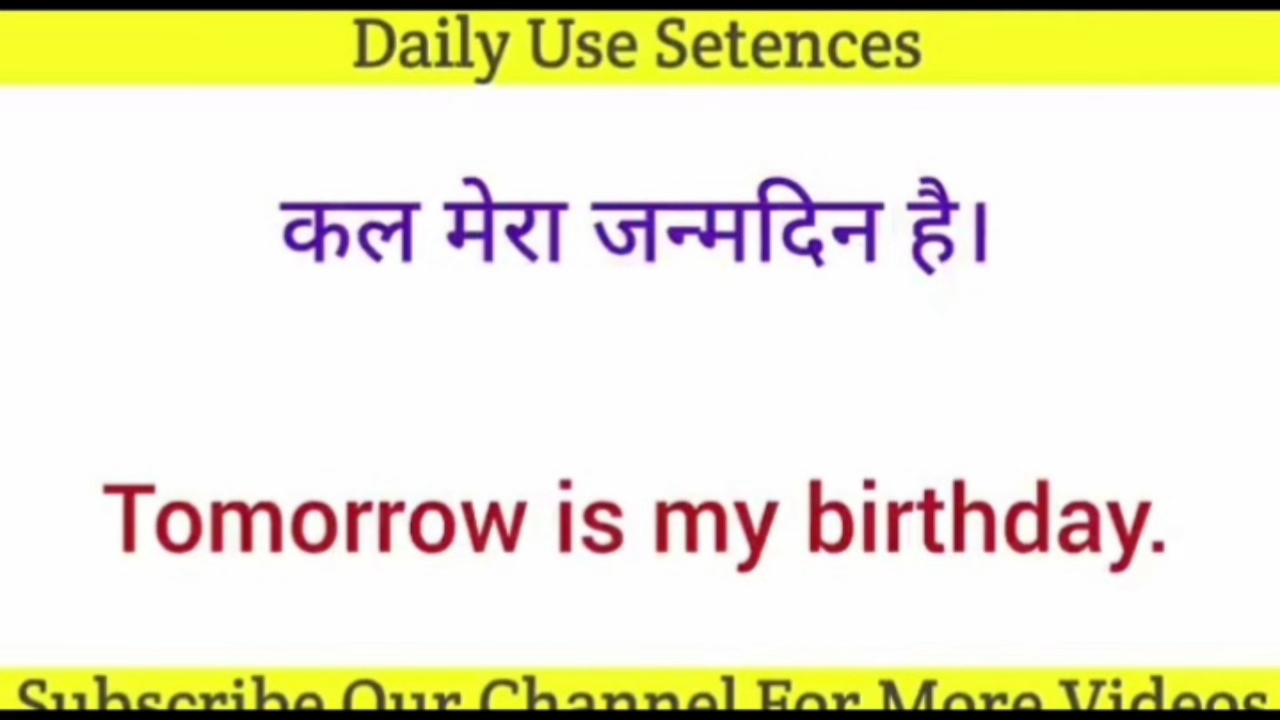 Daily Use Setences
कल मेरा जन्मदिन है।
Tomorrow is my birthday.
Subscribe Our Channel For More Videos